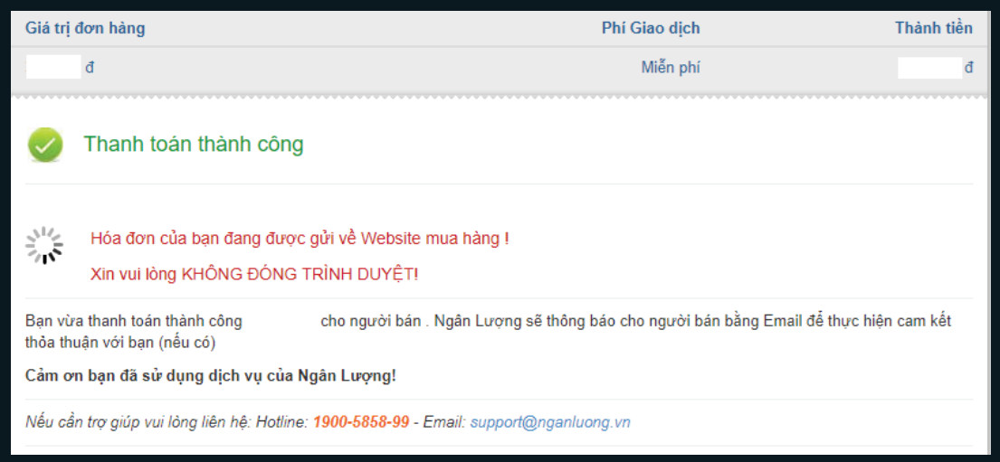 Giá trị đơn hàng Phí Giao dịch Thành tiền
đ Miễn phí đ
Thanh toán thành công
Hóa đơn của bạn đang được gửi về Website mua hàng !
Xin vui lòng KHÔNG ĐÓNG TRÌNH DUYỆT!
Bạn vừa thanh toán thành công cho người bán . Ngân Lượng sẽ thông báo cho người bán bằng Email để thực hiện cam kết
thỏa thuận với bạn (nếu có)
Cảm ơn bạn đã sử dụng dịch vụ của Ngân Lượng!
Nếu cần trợ giúp vui lòng liên hệ: Hotline: 1900-5858-99 - Email: support@nganluong.vn